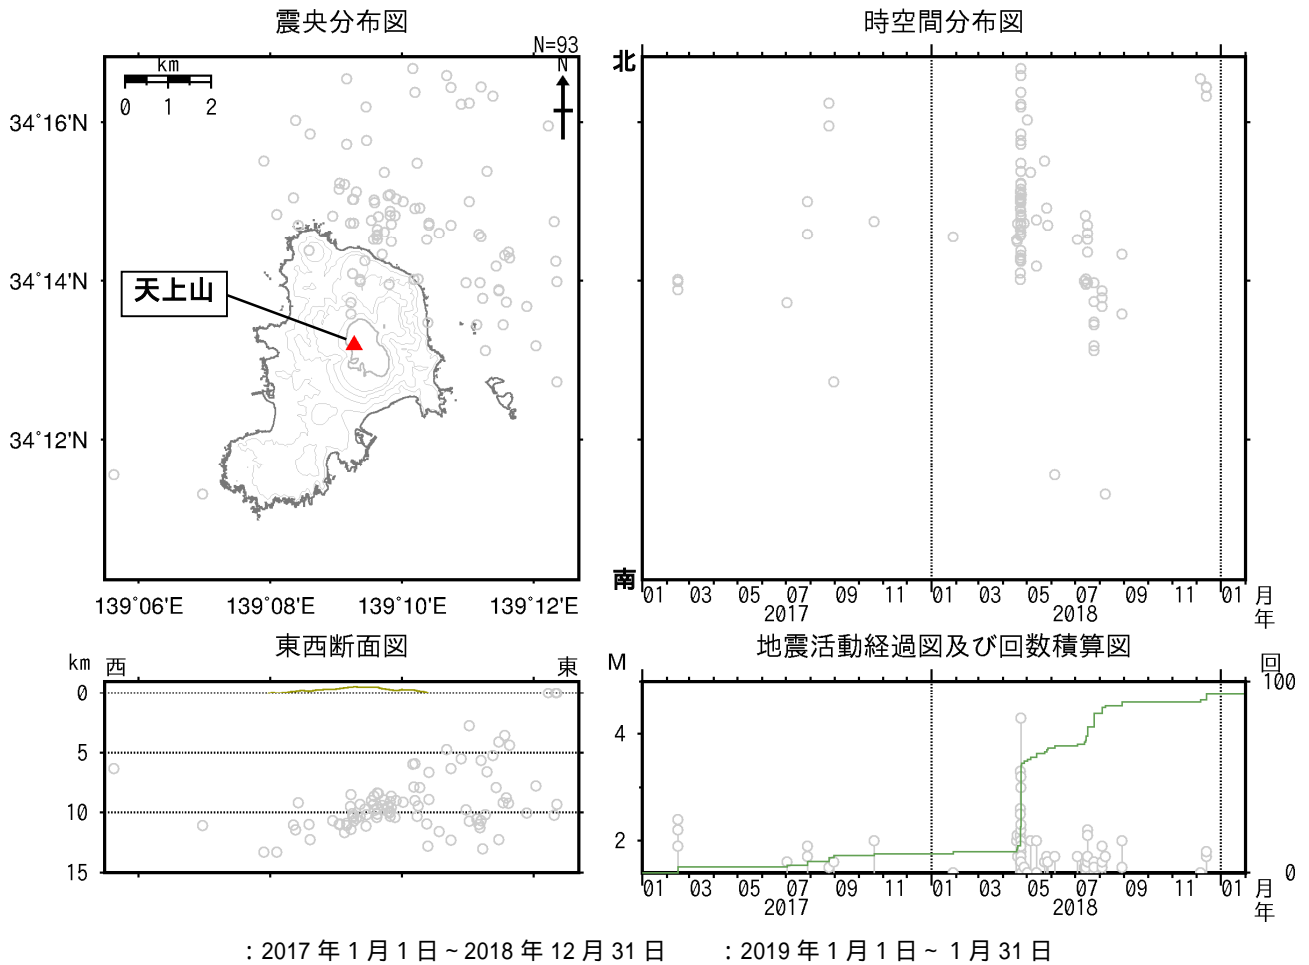 震央分布図
N=93
km
0 1 2
N
34˚16'N
34˚14'N
34˚12'N
天上山
139˚06'E 139˚08'E 139˚10'E 139˚12'E
時空間分布図
北
南
01 03 05 07 09 11 01 03 05 07 09 11 01 月
2017 2018 年
東西断面図
km 西 東
0
5
10
15
地震活動経過図及び回数積算図
M 回
100
4
2
0
01 03 05 07 09 11 01 03 05 07 09 11 01 月
2017 2018 年
：2017 年 1 月 1 日～2018 年 12 月 31 日 ：2019 年 1 月 1 日～ 1 月 31 日